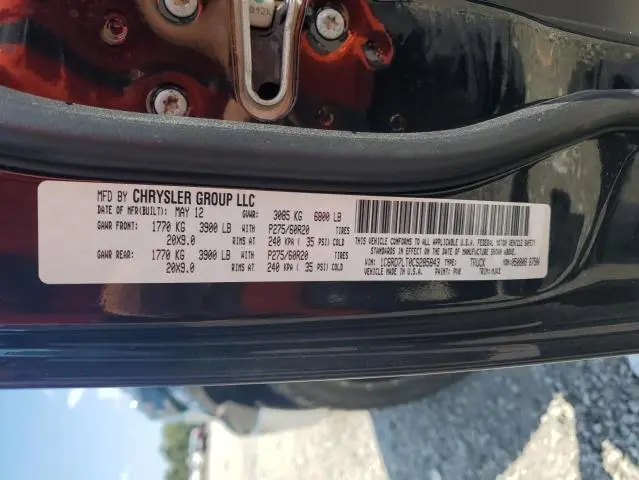 MFD BY CHRYSLER GROUP LLC
DATE OF MFR(BUILT): MAY 12 GVWR: 3085 KG 6800 LB
GAWR FRONT: 1770 KG 3900 LB WITH P275/60R20 TIRES
20X9.0 RIMS AT 240 KPA ( 35 PSI) COLD
GAWR REAR: 1770 KG 3900 LB WITH P275/60R20 TIRES
20X9.0 RIMS AT 240 KPA ( 35 PSI) COLD
THIS VEHICLE CONFORMS TO ALL APPLICABLE U.S.A. FEDERAL MOTOR VEHICLE SAFETY
STANDARDS IN EFFECT ON THE DATE OF MANUFACTURE SHOWN ABOVE.
VIN: 1C6RD7LT0CS285843 TYPE: TRUCK
VEHICLE MADE IN U.S.A. PAINT: TRIM: